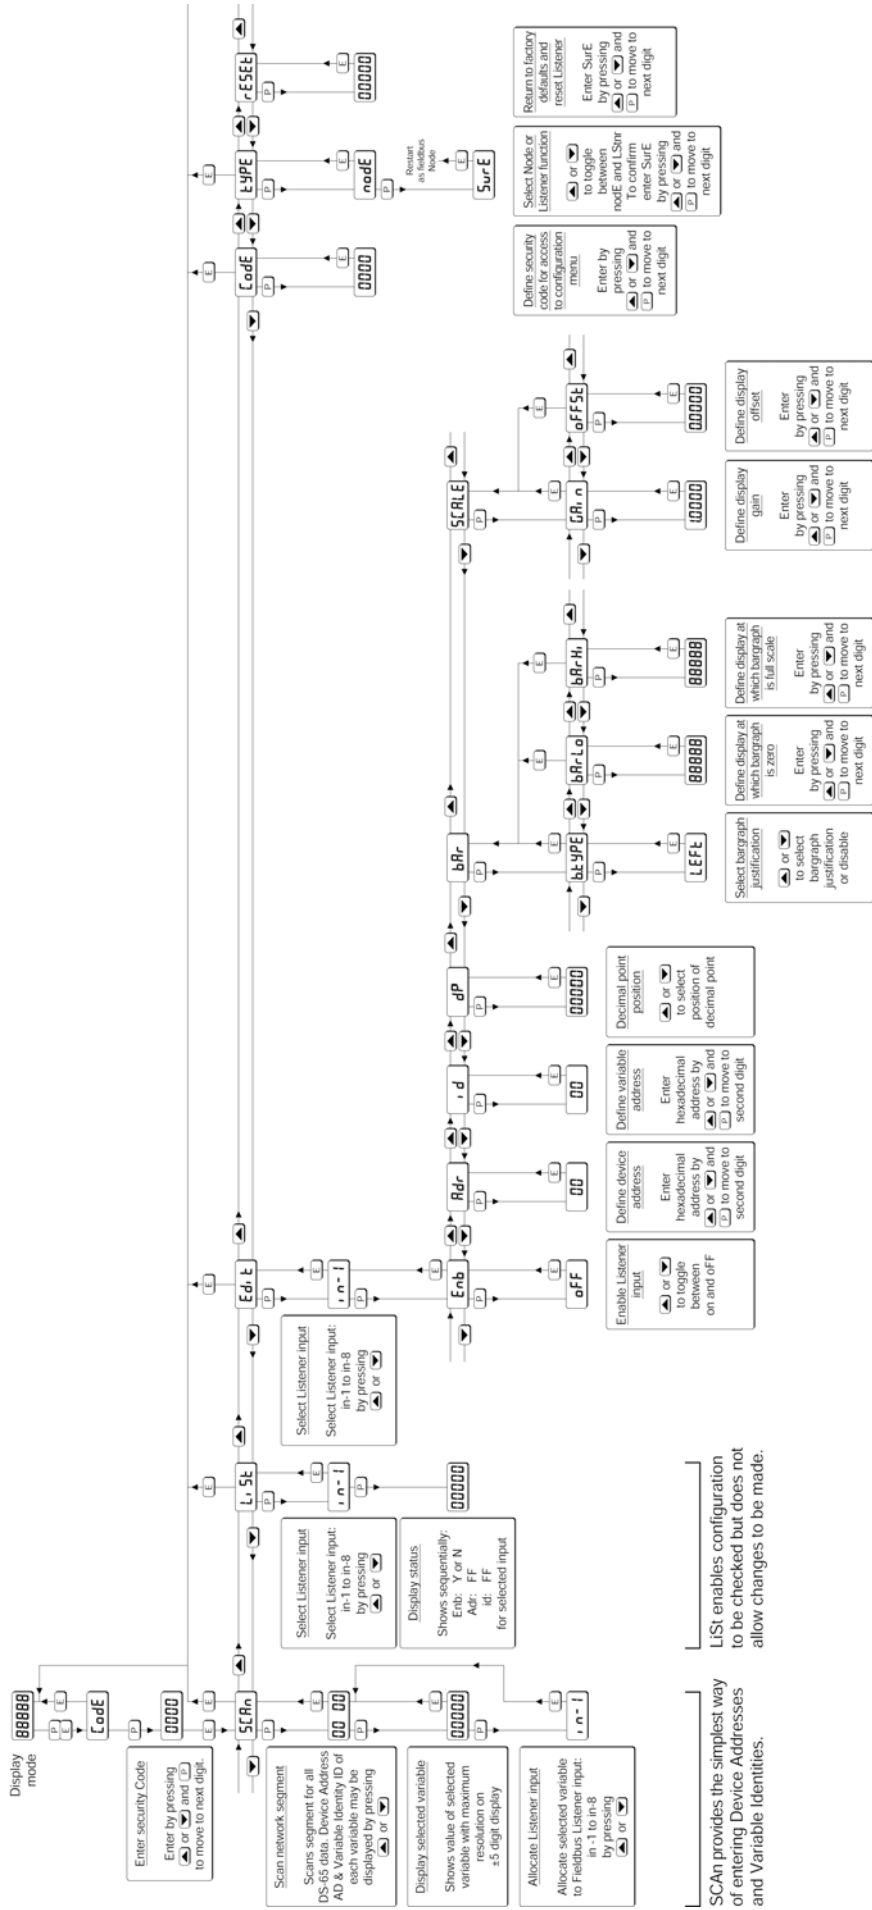 Display
mode
88888
P
E
E
CodE
P
0000
E
E
Enter security Code
Enter by pressing
▲ or ▼ and P ay
to move to next digit.
SCAn
P
E
00 00
P
E
00000
P
E
in-1
Scan network segment
Scans segment for all
DS-65 data. Device Address
AD & Variable Identity ID of
each variable may be
displayed by pressing
▲ or ▼
Display selected variable
Shows value of selected
variable with maximum
resolution on
±5 digit display
Allocate Listener input
Allocate selected variable
to Fieldbus Listener input:
in -1 to in-8
by pressing
▲ or ▼
SCAn provides the simplest way
of entering Device Addresses
and Variable Identities.
E
LiSt
P
E
in-1
P
00000
Select Listener input
Select Listener input:
in-1 to in-8
by pressing
▲ or ▼
Display status
Shows sequentially:
Enb: Y or N
Adr: FF
id: FF
for selected input
LiSt enables configuration
to be checked but does not
allow changes to be made.
E
Edit
P
E
in-1
P
E
Select Listener input
Select Listener input:
in-1 to in-8
by pressing
▲ or ▼
Enb
P
E
oFF
Enable Listener
input
▲ or ▼
to toggle
between
on and oFF
Adr
P
E
00
Define device
address
Enter
hexadecimal
address by
▲ or ▼ and
P to move to
second digit
id
P
E
00
Define variable
address
Enter
hexadecimal
address by
▲ or ▼ and
P to move to
second digit
dP
P
E
00000
Decimal point
position
▲ or ▼
to select
position of
decimal point
bAr
P
E
E
E
b.tYPE
P
E
LEFt
Select bargraph
justification
▲ or ▼
to select
bargraph
justification
or disable
bArLo
P
E
88888
Define display at
which bargraph
is zero
Enter
by pressing
▲ or ▼ and
P to move to
next digit
bArHi
P
E
88888
Define display at
which bargraph
is full scale
Enter
by pressing
▲ or ▼ and
P to move to
next digit
SCALE
P
E
E
GAin
P
E
1.0000
Define display
gain
Enter
by pressing
▲ or ▼ and
P to move to
next digit
oFFSt
P
E
0.0000
Define display
offset
Enter
by pressing
▲ or ▼ and
P to move to
next digit
E
CodE
P
E
0000
Define security
code for access
to configuration
menu
Enter by
pressing
▲ or ▼ and
P to move to
next digit
E
tYPE
P
E
nodE
P
Restart
as fieldbus
Node
E
SurE
Select Node or
Listener function
▲ or ▼
to toggle
between
nodE and LStnr
To confirm
enter SurE
by pressing
▲ or ▼ and
P to move to
next digit
rESEt
P
E
00000
Return to factory
defaults and
reset Listener
Enter SurE
by pressing
▲ or ▼ and
P to move to
next digit